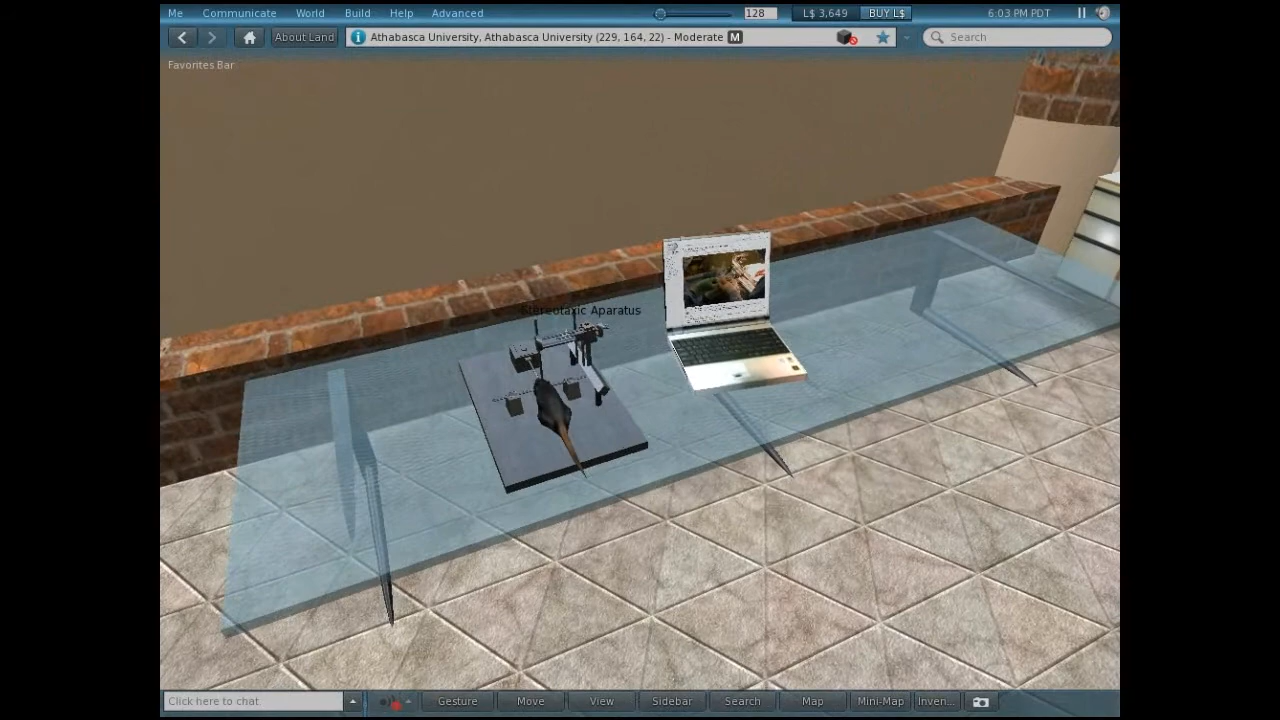 Me Communicate World Build Help Advanced 128 L$ 3,649 BUY L$ 6:03 PM PDT
About Land Athabasca University, Athabasca University (229, 164, 22) - Moderate M Search
Favorites Bar
Stereotaxic Aparatus
Click here to chat Gesture Move View Sidebar Search Map Mini-Map Inven...